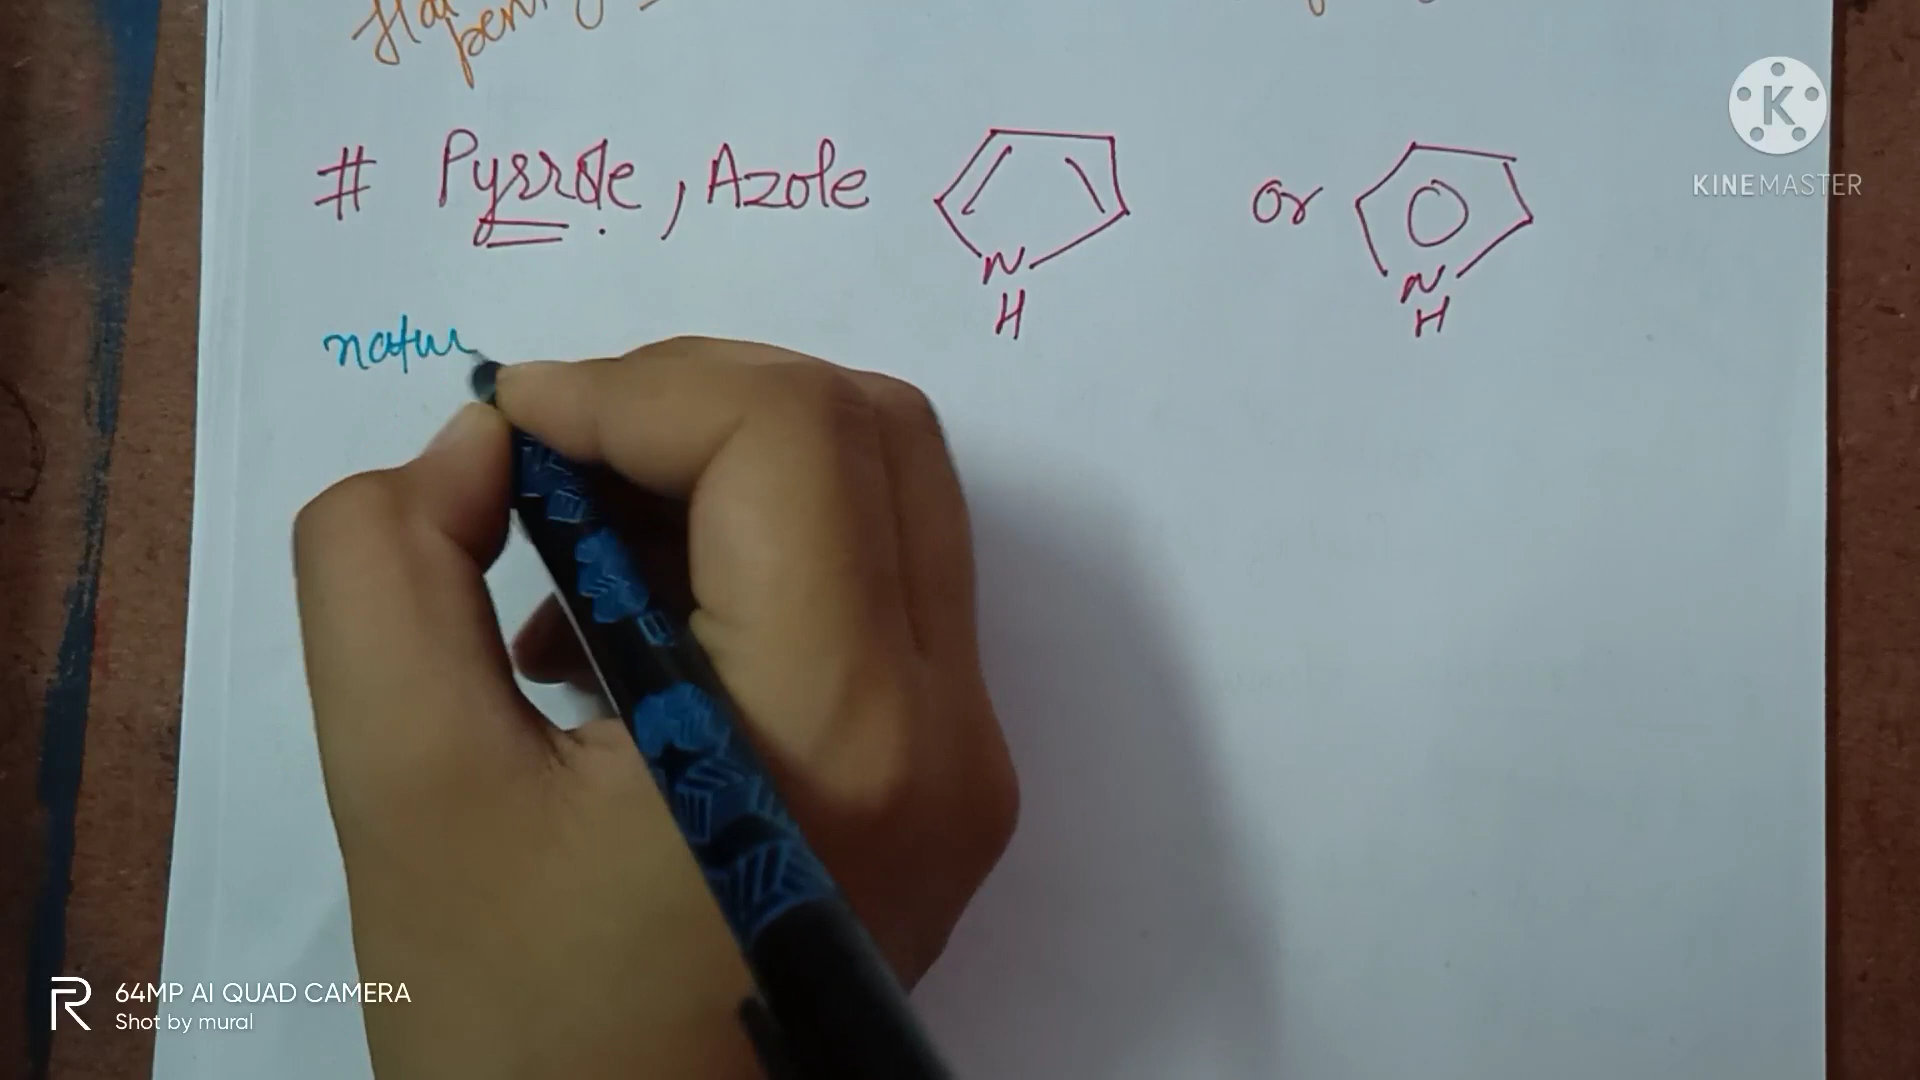 # Pyrrole, Azole or
N
H
N
H
natur
KINEMASTER
64MP AI QUAD CAMERA
Shot by mural